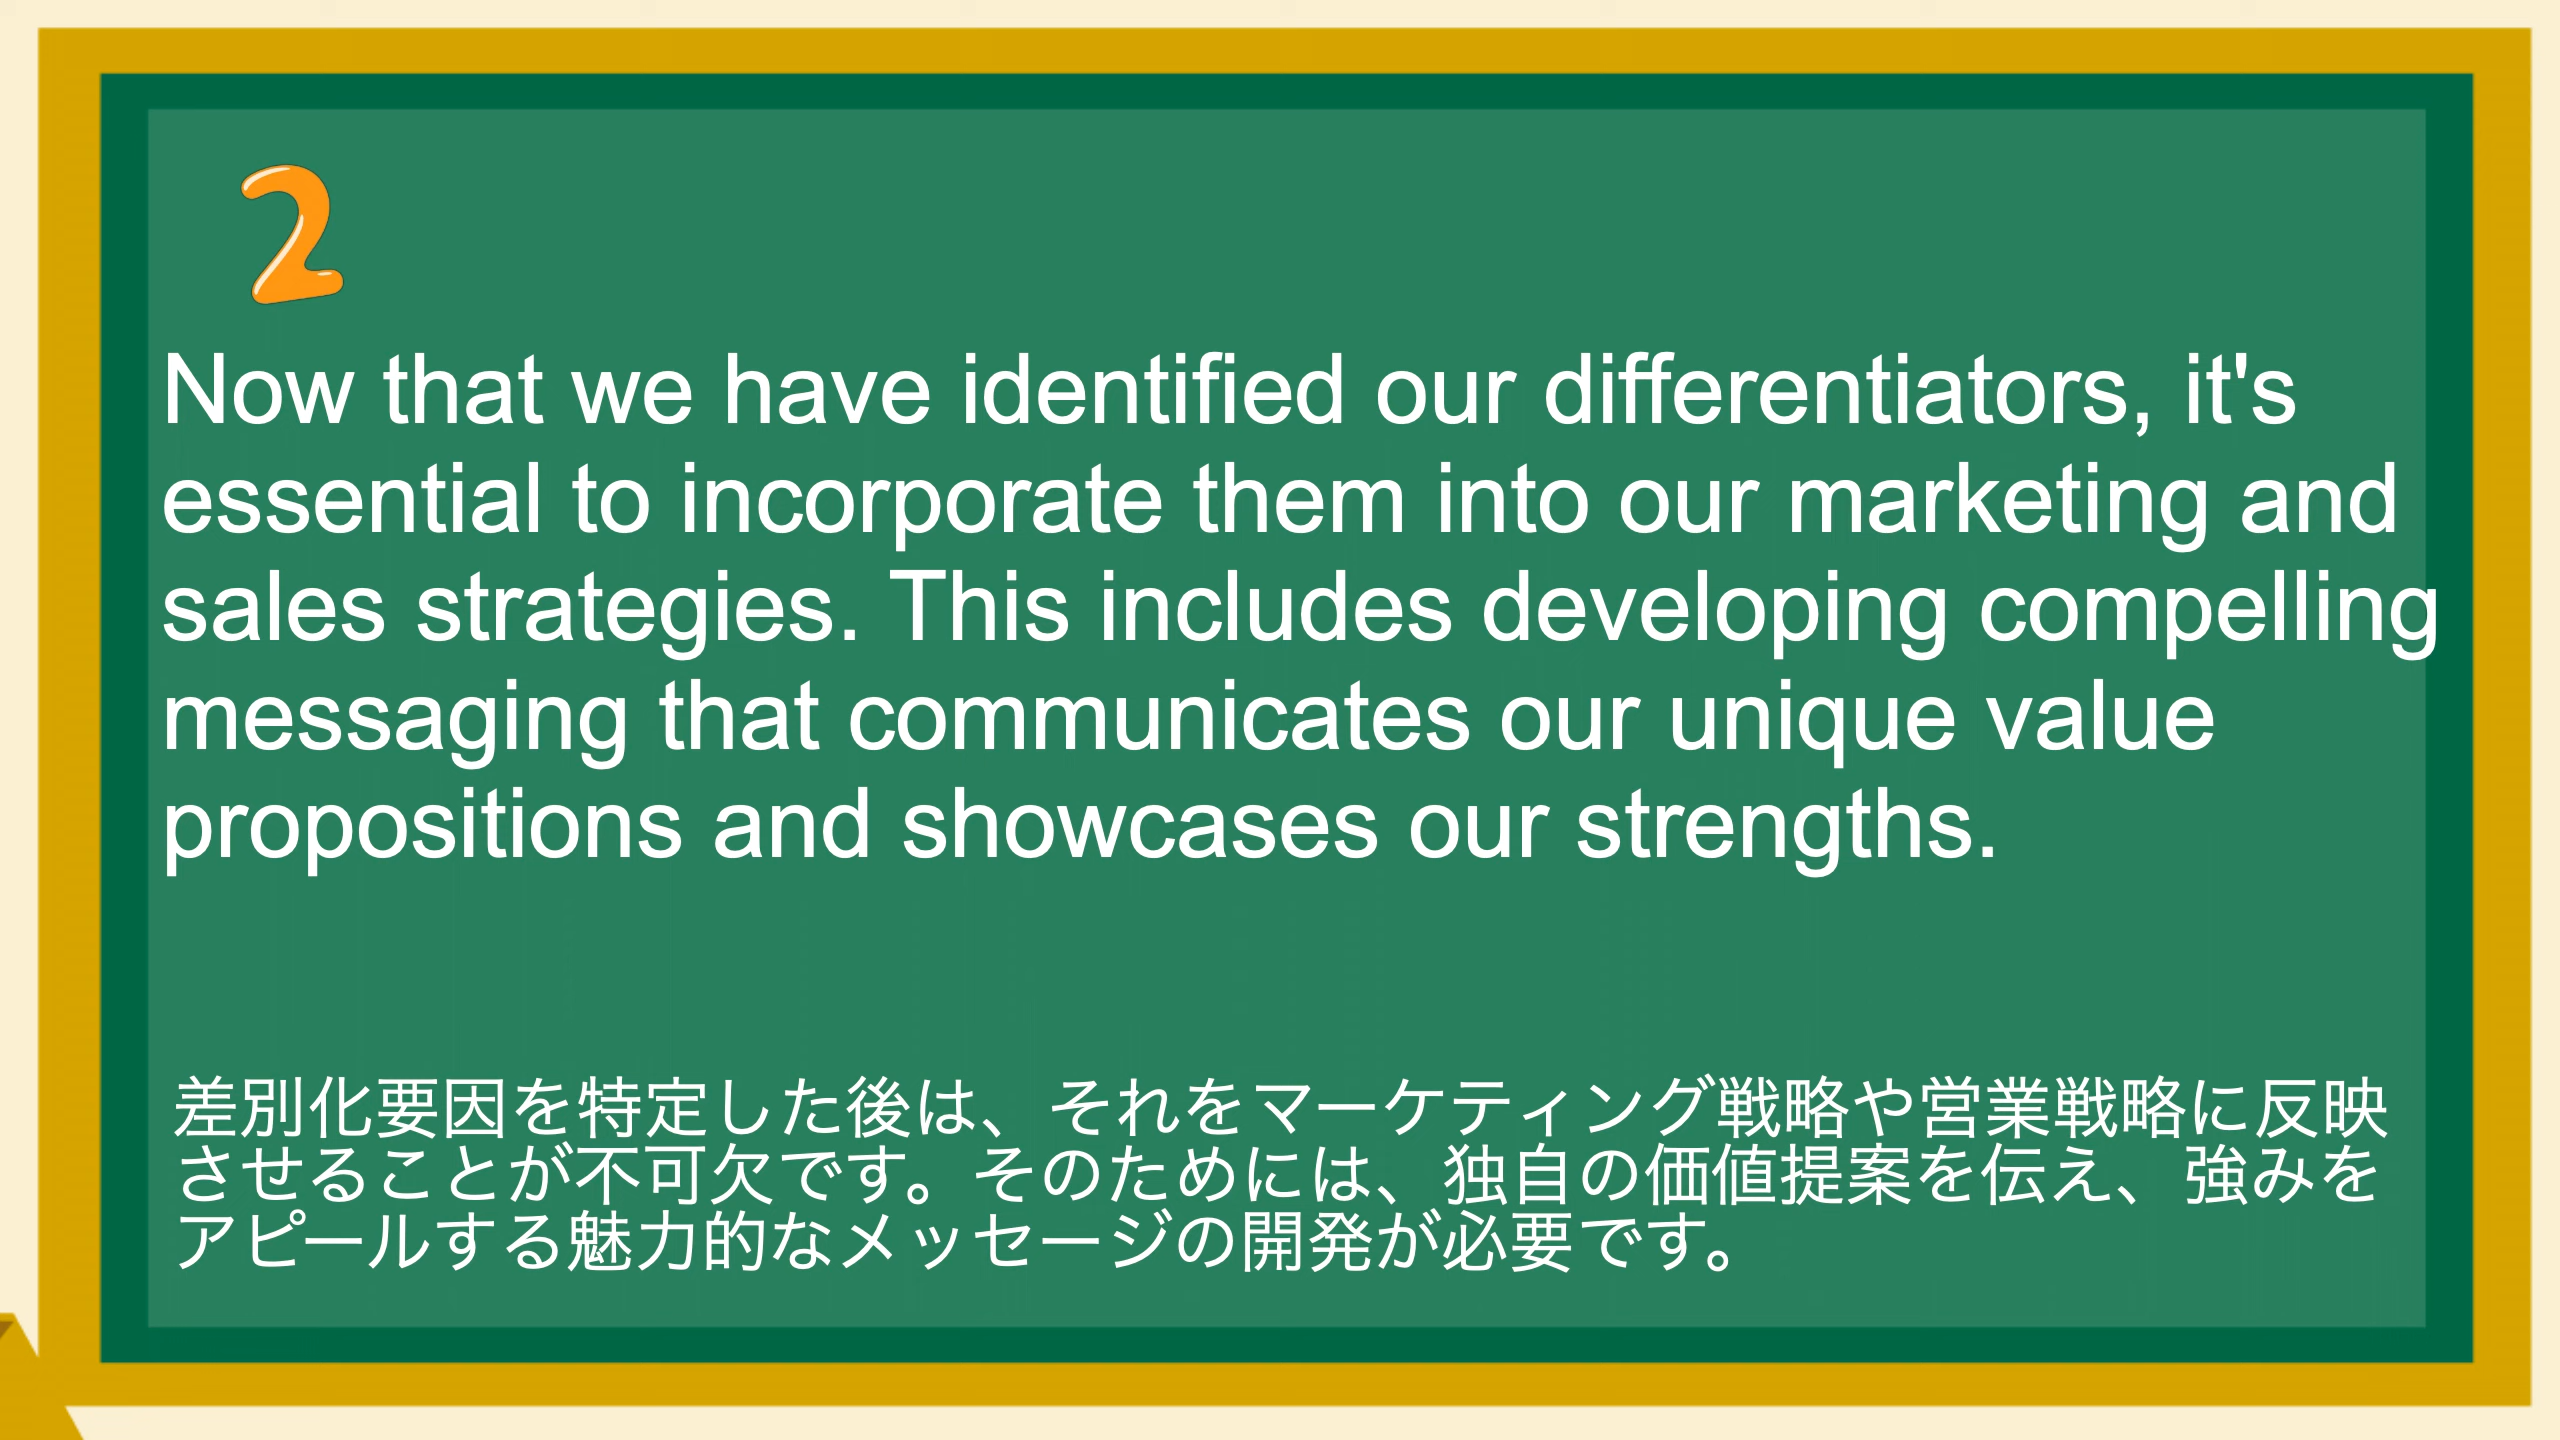 2
Now that we have identified our differentiators, it's
essential to incorporate them into our marketing and
sales strategies. This includes developing compelling
messaging that communicates our unique value
propositions and showcases our strengths.
差別化要因を特定した後は、それをマーケティング戦略や営業戦略に反映
させることが不可欠です。そのためには、独自の価値提案を伝え、強みを
アピールする魅力的なメッセージの開発が必要です。